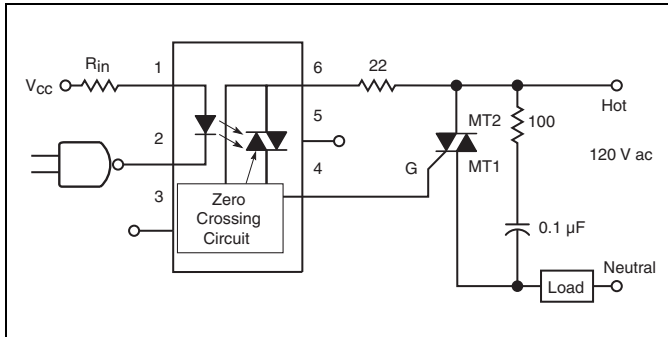 Rin
1
6
22
VCC
Hot
5
MT2
100
2
4
G
MT1
120 V ac
3
Zero
Crossing
Circuit
0.1 µF
Neutral
Load